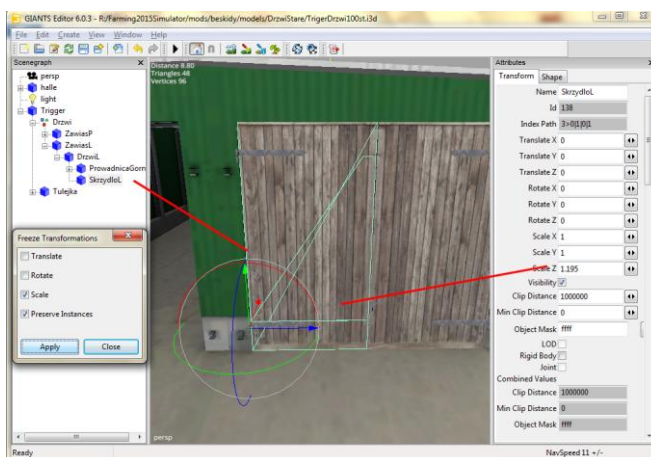 GIANTS Editor 6.0.3 - R:/Farming2015Simulator/mods/beskidy/models/DrzwiStare/TrigerDrzwi100st.i3d
File Edit Create View Window Help
Scenegraph
persp
halle
light
Trigger
Drzwi
ZawiasP
ZawiasL
DrzwiL
ProwadnicaGorn
SkrzydloL
Tulejka
Freeze Transformations
Translate
Rotate
Scale
Preserve Instances
Apply Close
Distance 8.80
Triangles 48
Vertices 96
persp
Attributes
Transform Shape
Name SkrzydloL
Id 138
Index Path 3>0|1|0|1
Translate X 0
Translate Y 0
Translate Z 0
Rotate X 0
Rotate Y 0
Rotate Z 0
Scale X 1
Scale Y 1
Scale Z 1.195
Visibility
Clip Distance 1000000
Min Clip Distance 0
Object Mask ffff
LOD
Rigid Body
Joint
Combined Values
Clip Distance 1000000
Min Clip Distance 0
Object Mask ffff
Ready
NavSpeed 11 +/-